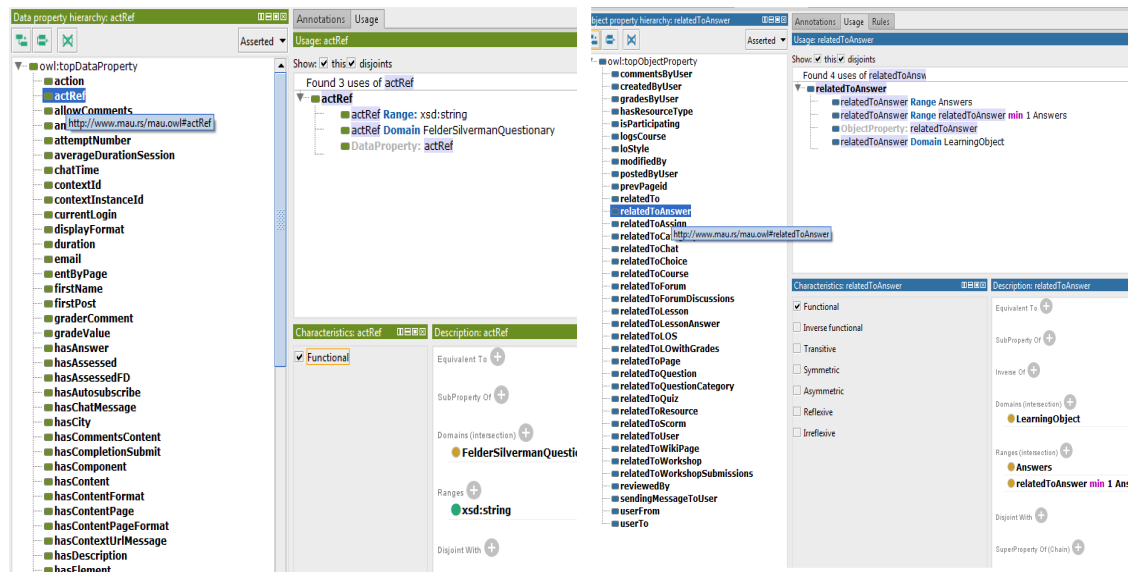 Data property hierarchy: actRef
Asserted
owl:topDataProperty
action
actRef
allowComments
an
http://www.mau.rs/mau.owl#actRef
attemptNumber
averageDurationSession
chatTime
contextId
contextInstanceId
currentLogin
displayFormat
duration
email
entByPage
firstName
firstPost
graderComment
gradeValue
hasAnswer
hasAssessed
hasAssessedFD
hasAutosubscribe
hasChatMessage
hasCity
hasCommentsContent
hasCompletionSubmit
hasComponent
hasContent
hasContentFormat
hasContentPage
hasContentPageFormat
hasContextUrlMessage
hasDescription
hasElement
Annotations Usage
Usage: actRef
Show: this disjoints
Found 3 uses of actRef
actRef
actRef Range: xsd:string
actRef Domain FelderSilvermanQuestionary
DataProperty: actRef
Characteristics: actRef
Functional
Description: actRef
Equivalent To
SubProperty Of
Domains (intersection)
FelderSilvermanQuesti
Ranges
xsd:string
Disjoint With
bject property hierarchy: relatedToAnswer
Asserted
owl:topObjectProperty
commentsByUser
createdByUser
gradesByUser
hasResourceType
isParticipating
logsCourse
loStyle
modifiedBy
postedByUser
prevPageid
relatedTo
relatedToAnswer
relatedToAssign
relatedToCa
http://www.mau.rs/mau.owl#relatedToAnswer
relatedToChat
relatedToChoice
relatedToCourse
relatedToForum
relatedToForumDiscussions
relatedToLesson
relatedToLessonAnswer
relatedToLOS
relatedToLOwithGrades
relatedToPage
relatedToQuestion
relatedToQuestionCategory
relatedToQuiz
relatedToResource
relatedToScorm
relatedToUser
relatedToWikiPage
relatedToWorkshop
relatedToWorkshopSubmissions
reviewedBy
sendingMessageToUser
userFrom
userTo
Annotations Usage Rules
Usage: relatedToAnswer
Show: this disjoints
Found 4 uses of relatedToAnsw
relatedToAnswer
relatedToAnswer Range Answers
relatedToAnswer Range relatedToAnswer min 1 Answers
ObjectProperty: relatedToAnswer
relatedToAnswer Domain LearningObject
Characteristics: relatedToAnswer
Functional
Inverse functional
Transitive
Symmetric
Asymmetric
Reflexive
Irreflexive
Description: relatedToAnswer
Equivalent To
SubProperty Of
Inverse Of
Domains (intersection)
LearningObject
Ranges (intersection)
Answers
relatedToAnswer min 1 Ans
Disjoint With
SuperProperty Of (Chain)